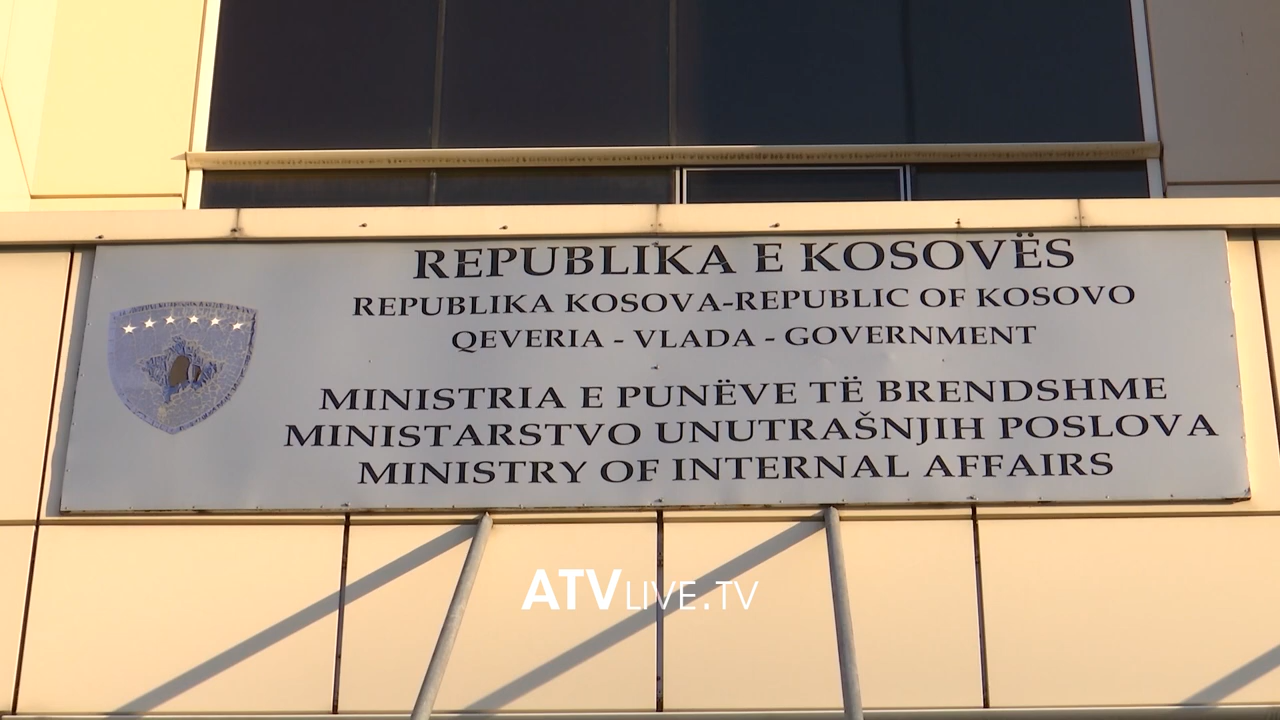 REPUBLIKA E KOSOVËS
REPUBLIKA KOSOVA-REPUBLIC OF KOSOVO
QEVERIA - VLADA - GOVERNMENT
MINISTRIA E PUNËVE TË BRENDSHME
MINISTARSTVO UNUTRAŠNJIH POSLOVA
MINISTRY OF INTERNAL AFFAIRS
ATVLIVE.TV